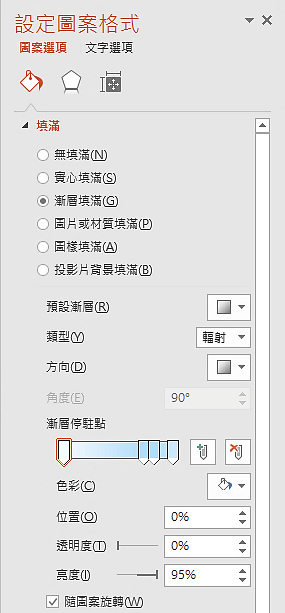 設定圖案格式
圖案選項 文字選項
填滿
無填滿(N)
實心填滿(S)
漸層填滿(G)
圖片或材質填滿(P)
圖樣填滿(A)
投影片背景填滿(B)
預設漸層(R)
類型(Y) 輻射
方向(D)
角度(E) 90°
漸層停駐點
色彩(C)
位置(O) 0%
透明度(T) 0%
亮度(I) 95%
隨圖案旋轉(W)